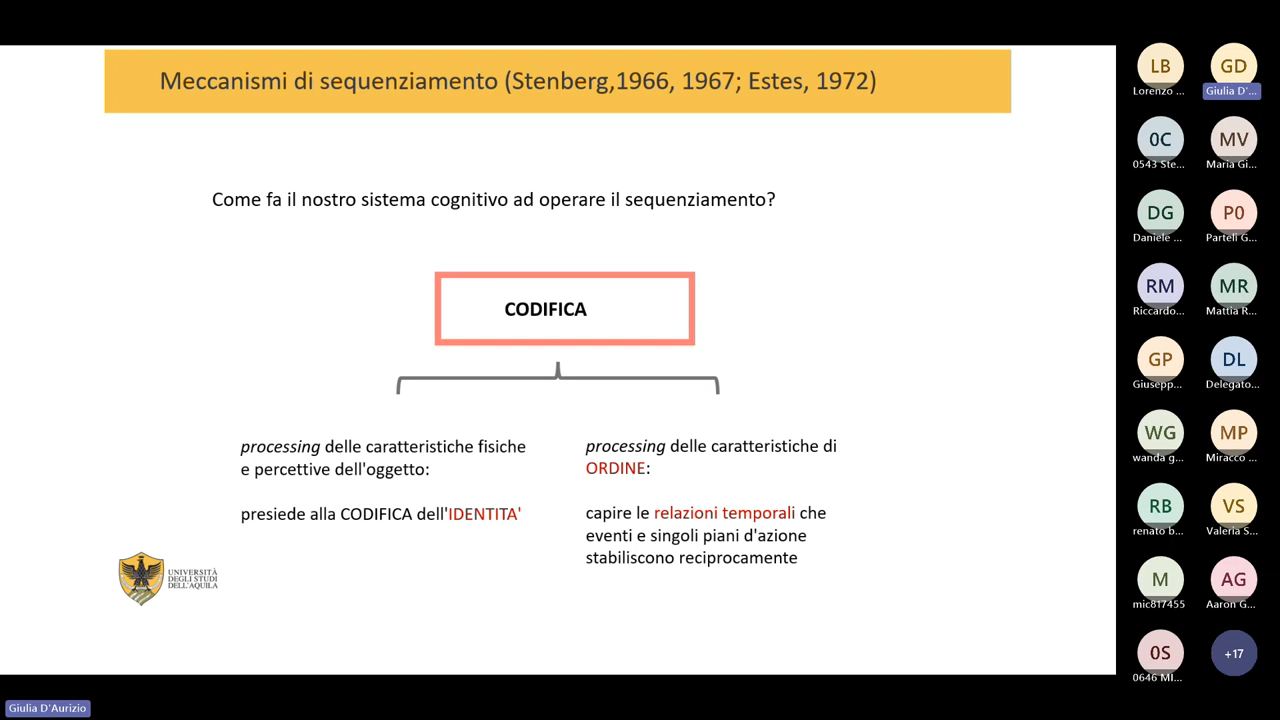 Meccanismi di sequenziamento (Stenberg,1966, 1967; Estes, 1972)
Come fa il nostro sistema cognitivo ad operare il sequenziamento?
CODIFICA
processing delle caratteristiche fisiche
e percettive dell'oggetto:
presiede alla CODIFICA dell'IDENTITA'
processing delle caratteristiche di
ORDINE:
capire le relazioni temporali che
eventi e singoli piani d'azione
stabiliscono reciprocamente
UNIVERSITÀ
DEGLI STUDI
DELL'AQUILA
LB
Lorenzo ...
GD
Giulia D'...
0C
0543 Ste...
MV
Maria Gi...
DG
Daniele ...
P0
Parteli G...
RM
Riccardo...
MR
Mattia R...
GP
Giusepp...
DL
Delegato...
WG
wanda g...
MP
Miracco ...
RB
renato b...
VS
Valeria S...
M
mic817455
AG
Aaron G...
0S
0646 MI...
+17
Giulia D'Aurizio